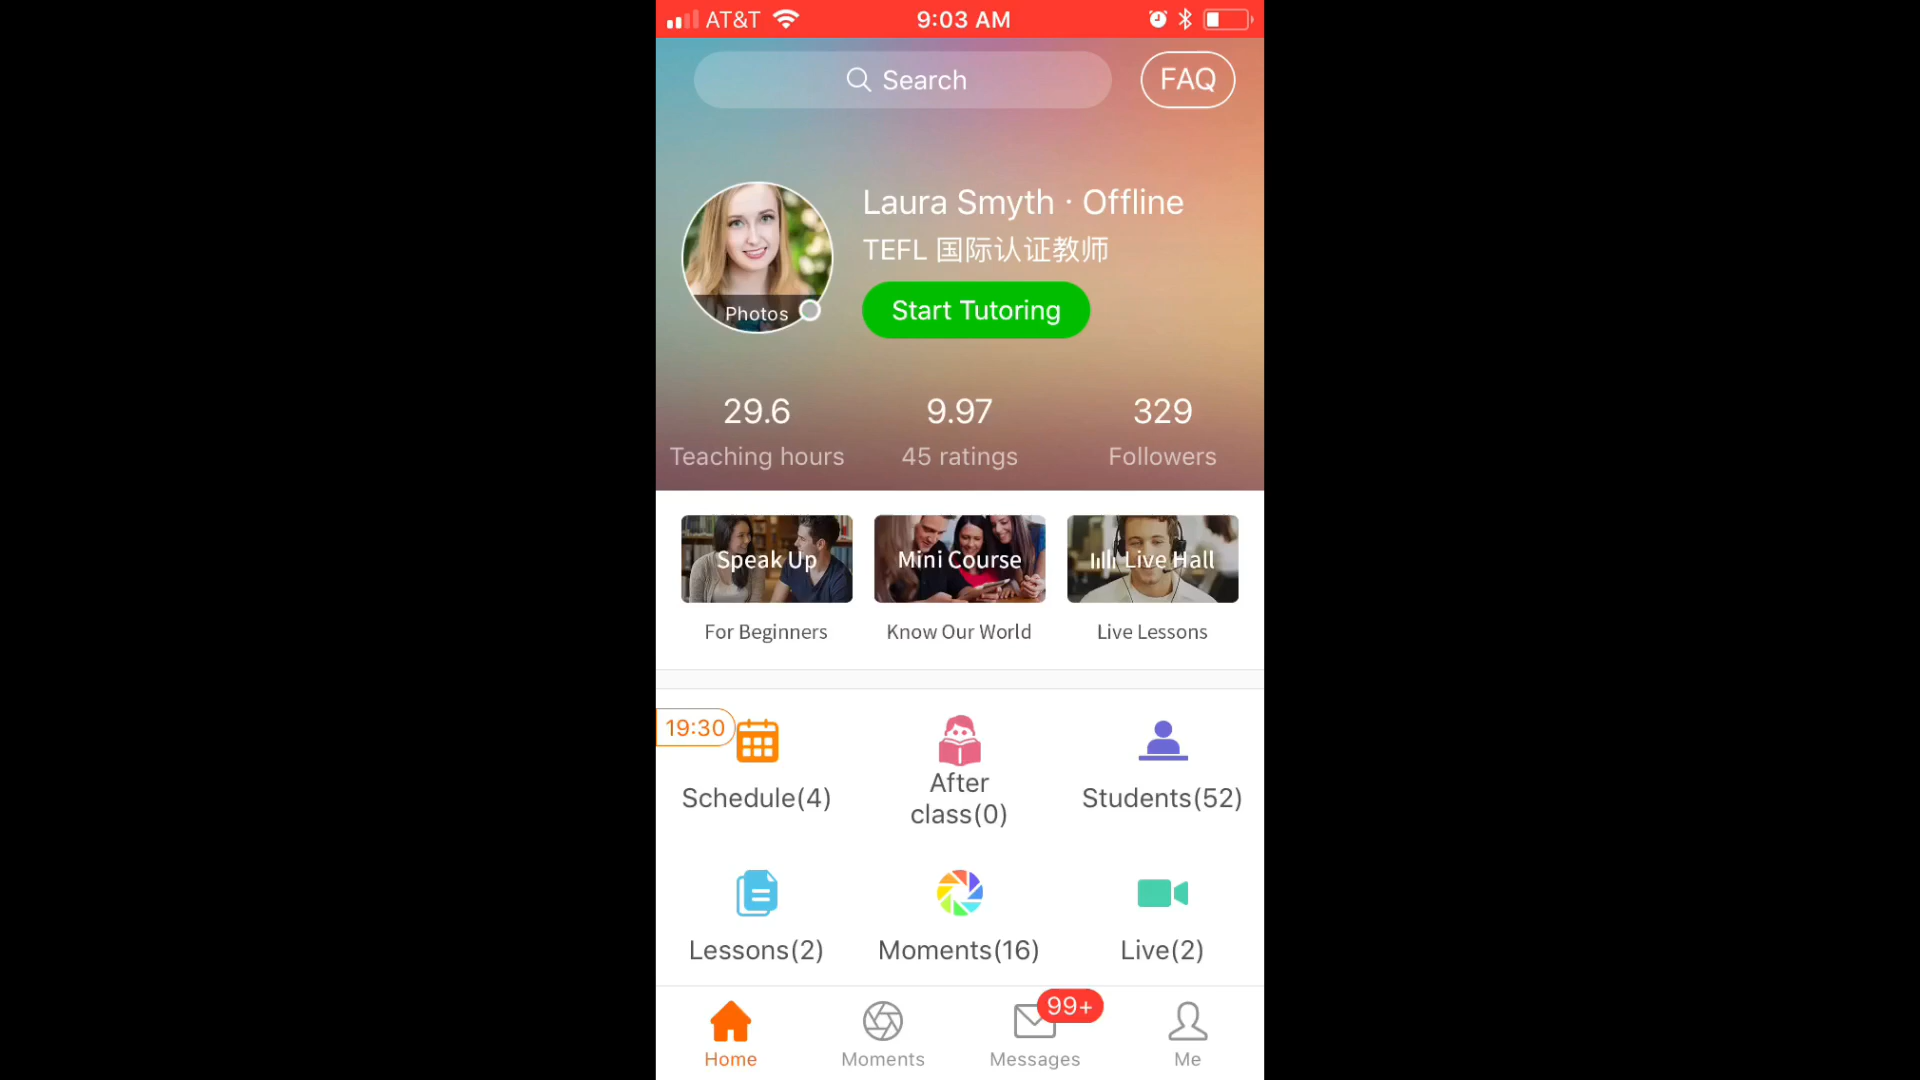 AT&T 9:03 AM
Search FAQ
Laura Smyth · Offline
TEFL 国际认证教师
Photos
Start Tutoring
29.6 9.97 329
Teaching hours 45 ratings Followers
Speak Up Mini Course Live Hall
For Beginners Know Our World Live Lessons
19:30
Schedule(4) After class(0) Students(52)
Lessons(2) Moments(16) Live(2)
99+
Home Moments Messages Me